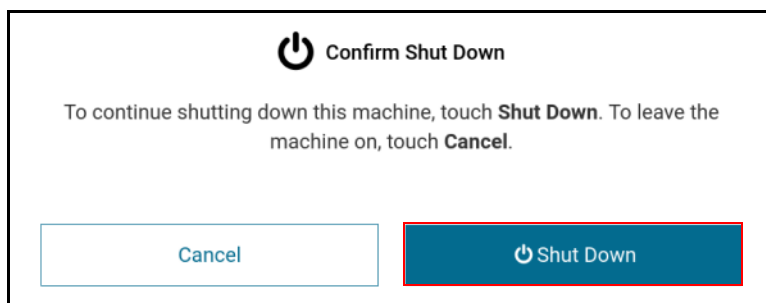 Confirm Shut Down
To continue shutting down this machine, touch Shut Down. To leave the
machine on, touch Cancel.
Cancel
Shut Down